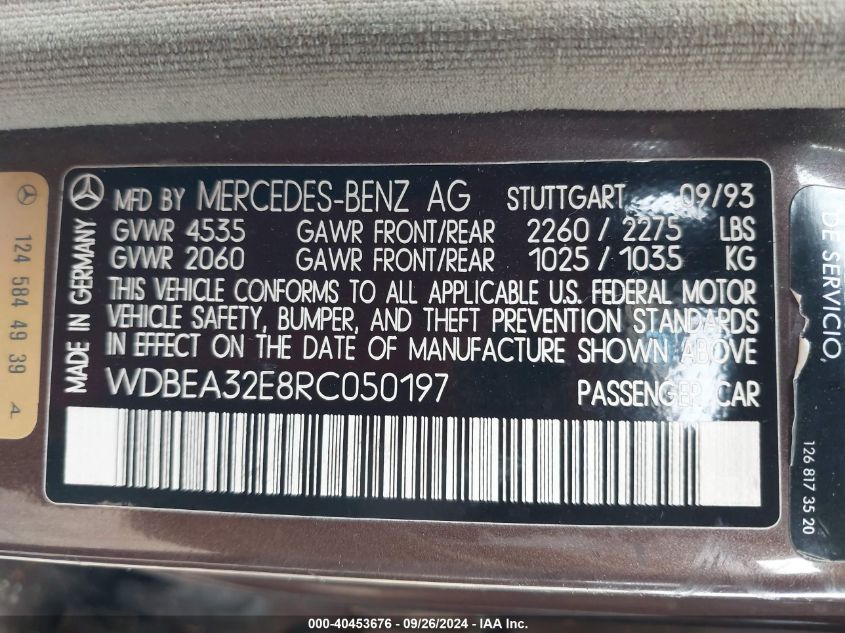 MFD BY MERCEDES-BENZ AG STUTTGART 09/93
GVWR 4535 GAWR FRONT/REAR 2260 / 2275 LBS
GVWR 2060 GAWR FRONT/REAR 1025 / 1035 KG
THIS VEHICLE CONFORMS TO ALL APPLICABLE U.S. FEDERAL MOTOR
VEHICLE SAFETY, BUMPER, AND THEFT PREVENTION STANDARDS
IN EFFECT ON THE DATE OF MANUFACTURE SHOWN ABOVE
WDBEA32E8RC050197 PASSENGER CAR
MADE IN GERMANY
124 584 49 39 A
DE SERVICIO,
126 817 35 20
000-40453676 - 09/26/2024 - IAA Inc.